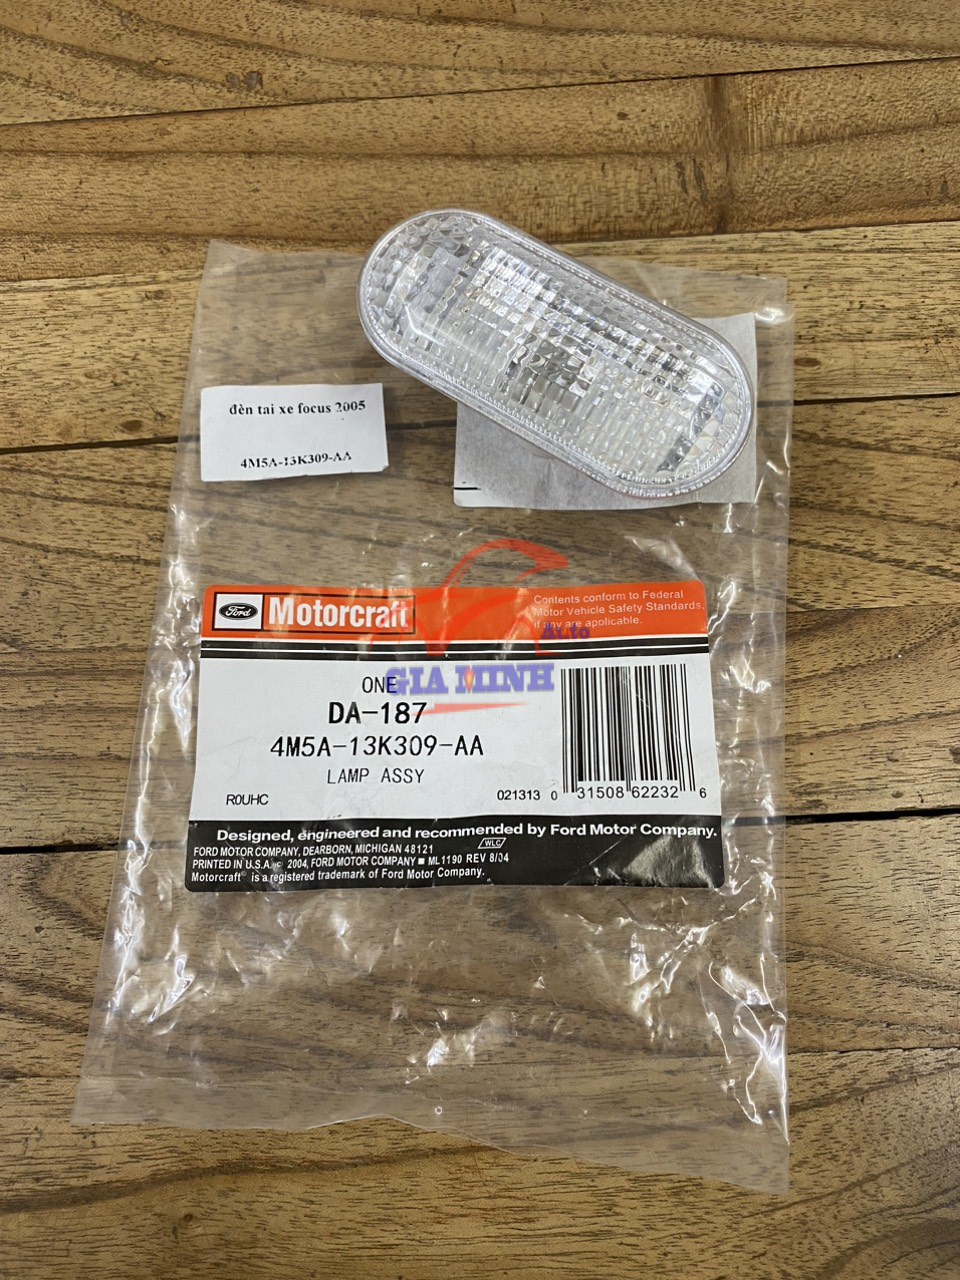 đèn tai xe focus 2005
4M5A-13K309-AA
Ford
Motorcraft
Contents conform to Federal
Motor Vehicle Safety Standards,
if any are applicable.
Auto
GIA MINH
ONE
DA-187
4M5A-13K309-AA
LAMP ASSY
R0UHC
021313 0 31508 62232 6
Designed, engineered and recommended by Ford Motor Company.
FORD MOTOR COMPANY, DEARBORN, MICHIGAN 48121
WLC
PRINTED IN U.S.A. © 2004, FORD MOTOR COMPANY ■ ML1190 REV 8/04
Motorcraft® is a registered trademark of Ford Motor Company.